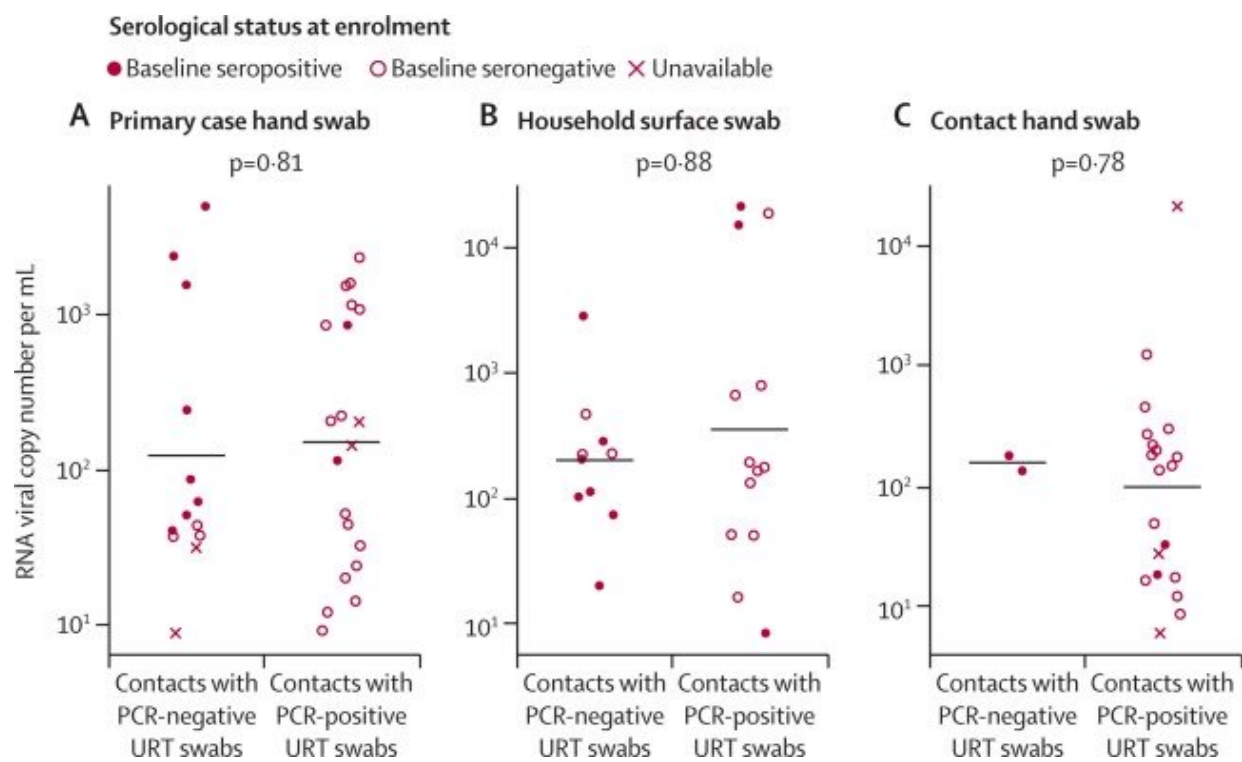 Serological status at enrolment
Baseline seropositive Baseline seronegative Unavailable
A Primary case hand swab
p=0·81
RNA viral copy number per mL
10³
10²
10¹
Contacts with
PCR-negative
URT swabs
Contacts with
PCR-positive
URT swabs
B Household surface swab
p=0·88
10⁴
10³
10²
10¹
Contacts with
PCR-negative
URT swabs
Contacts with
PCR-positive
URT swabs
C Contact hand swab
p=0·78
10⁴
10³
10²
10¹
Contacts with
PCR-negative
URT swabs
Contacts with
PCR-positive
URT swabs